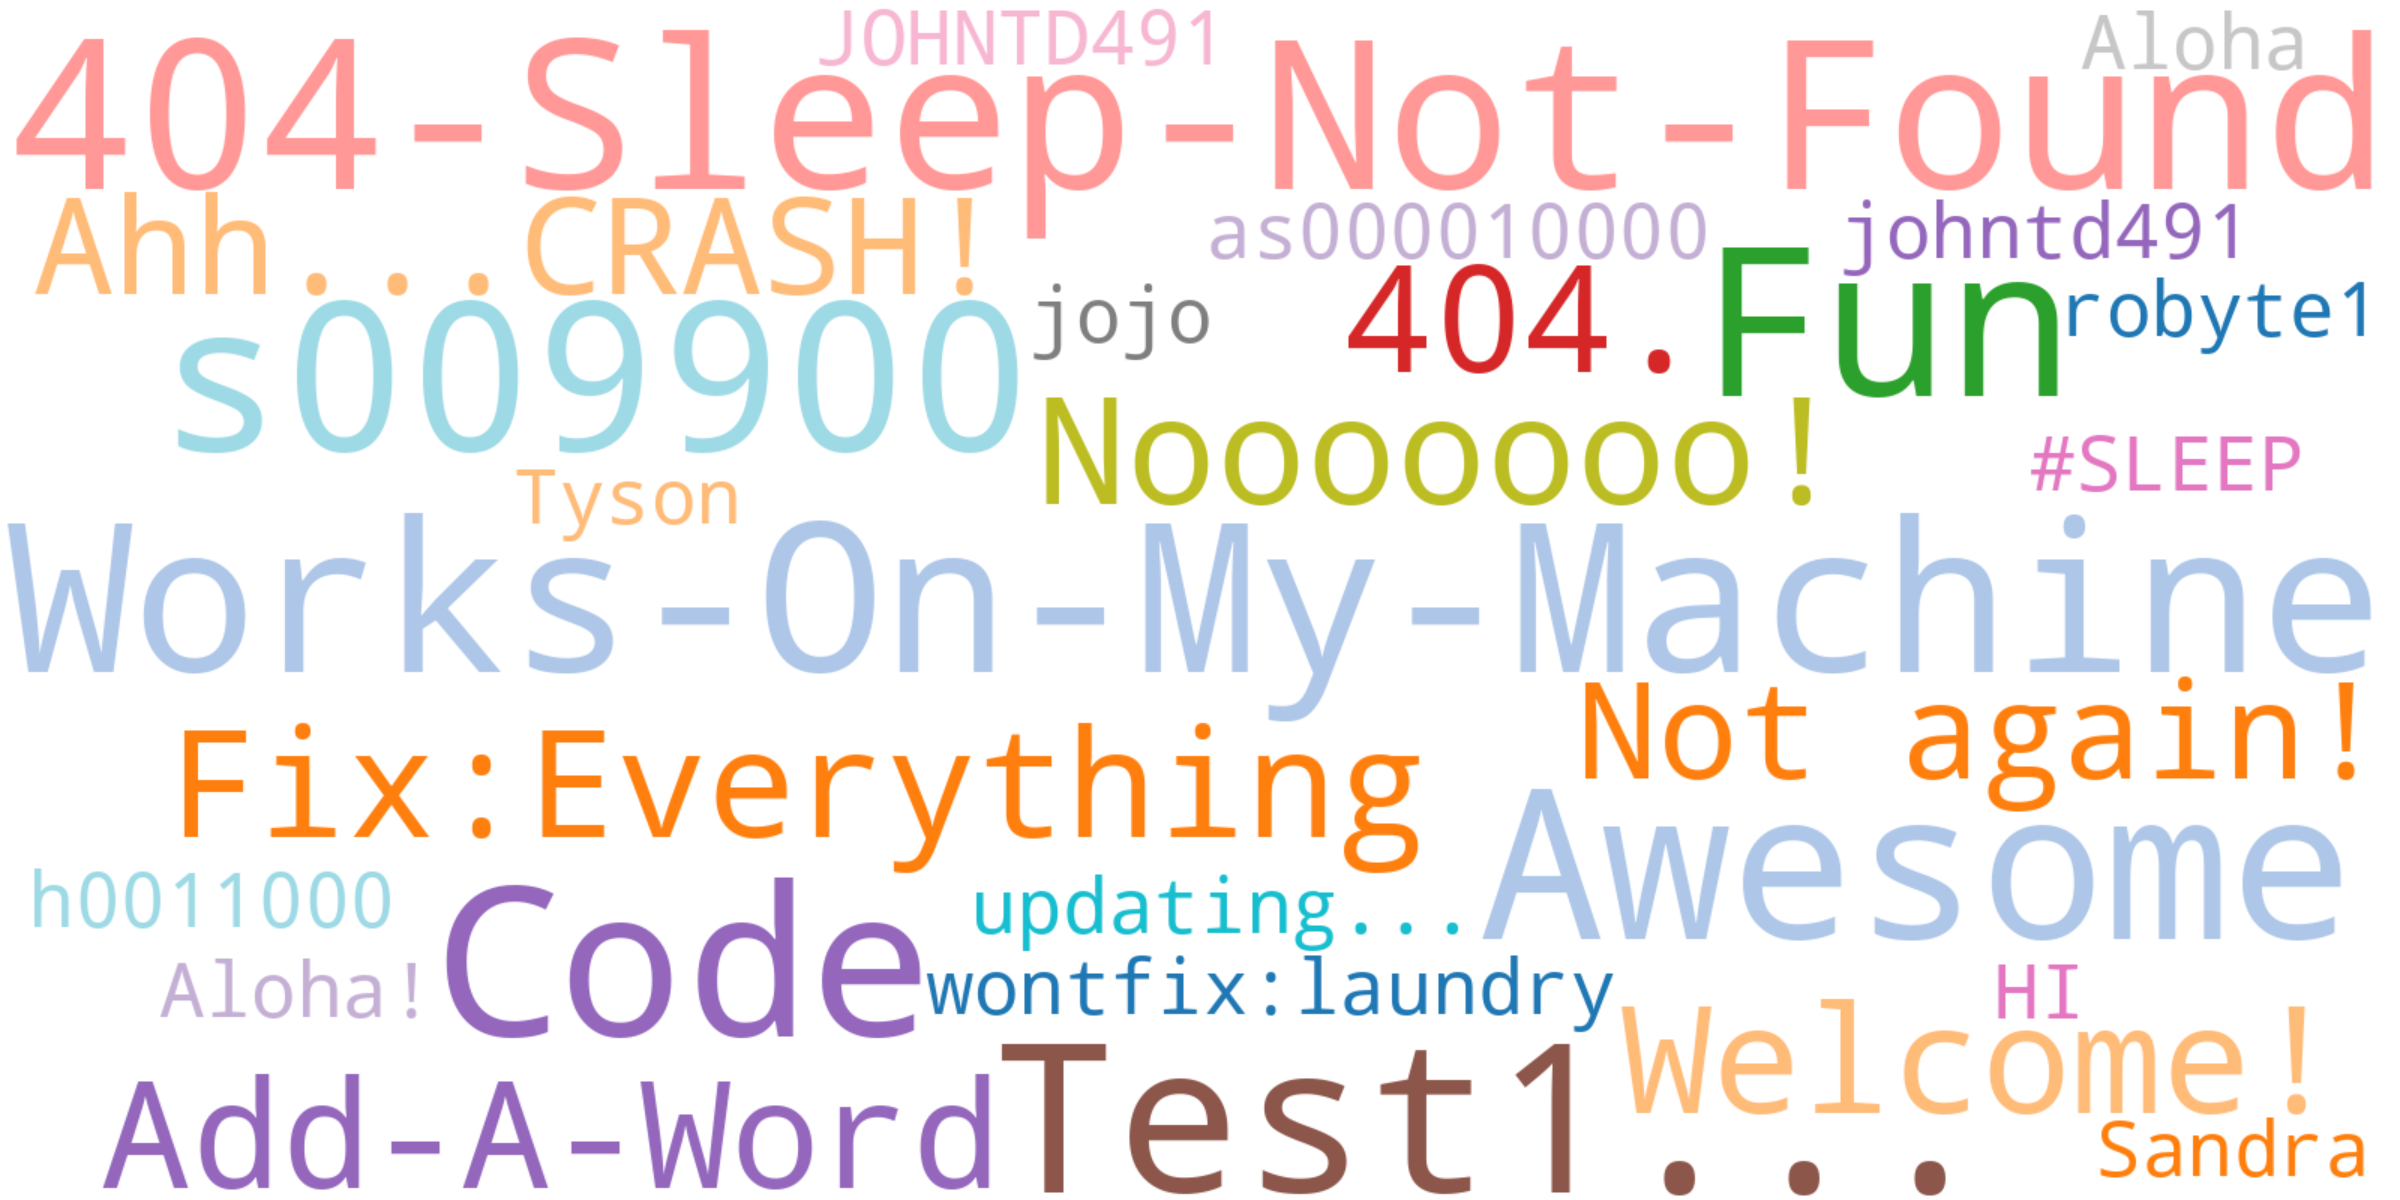 JOHNTD491
Aloha
404-Sleep-Not-Found
Ahh...CRASH!
as000010000
johntd491
s009900
jojo
404.
Fun
robyte1
Nooooooo!
#SLEEP
Tyson
Works-On-My-Machine
Not again!
Fix:Everything
Awesome
h0011000
Code
updating...
Aloha!
wontfix:laundry
HI
Welcome!
Add-A-Word
Test1...
Sandra